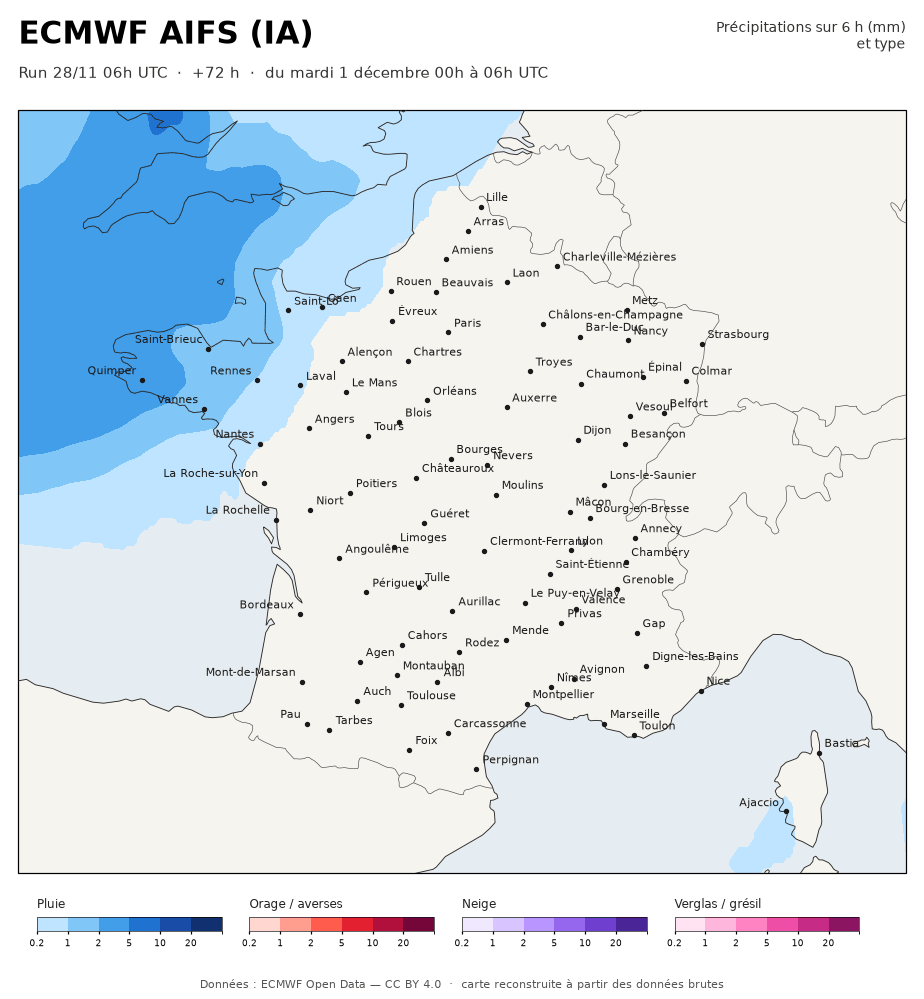 ECMWF AIFS (IA)
Précipitations sur 6 h (mm)
et type
Run 28/11 06h UTC · +72 h · du mardi 1 décembre 00h à 06h UTC
Lille
Arras
Amiens
Charleville-Mézières
Laon
Rouen
Beauvais
Saint-Lô
Caen
Metz
Évreux
Châlons-en-Champagne
Paris
Bar-le-Duc
Nancy
Strasbourg
Saint-Brieuc
Alençon
Chartres
Troyes
Quimper
Rennes
Laval
Le Mans
Chaumont
Épinal
Colmar
Vannes
Orléans
Auxerre
Vesoul
Belfort
Blois
Angers
Tours
Nantes
Dijon
Besançon
Bourges
Nevers
La Roche-sur-Yon
Châteauroux
Lons-le-Saunier
Poitiers
Moulins
La Rochelle
Niort
Guéret
Mâcon
Bourg-en-Bresse
Annecy
Limoges
Angoulême
Clermont-Ferrand
Lyon
Chambéry
Saint-Étienne
Périgueux
Tulle
Grenoble
Le Puy-en-Velay
Valence
Bordeaux
Aurillac
Privas
Gap
Cahors
Rodez
Mende
Agen
Digne-les-Bains
Mont-de-Marsan
Montauban
Albi
Nîmes
Avignon
Nice
Auch
Toulouse
Montpellier
Pau
Tarbes
Carcassonne
Marseille
Toulon
Foix
Perpignan
Bastia
Ajaccio
Pluie
0.2 1 2 5 10 20
Orage / averses
0.2 1 2 5 10 20
Neige
0.2 1 2 5 10 20
Verglas / grésil
0.2 1 2 5 10 20
Données : ECMWF Open Data — CC BY 4.0 · carte reconstruite à partir des données brutes